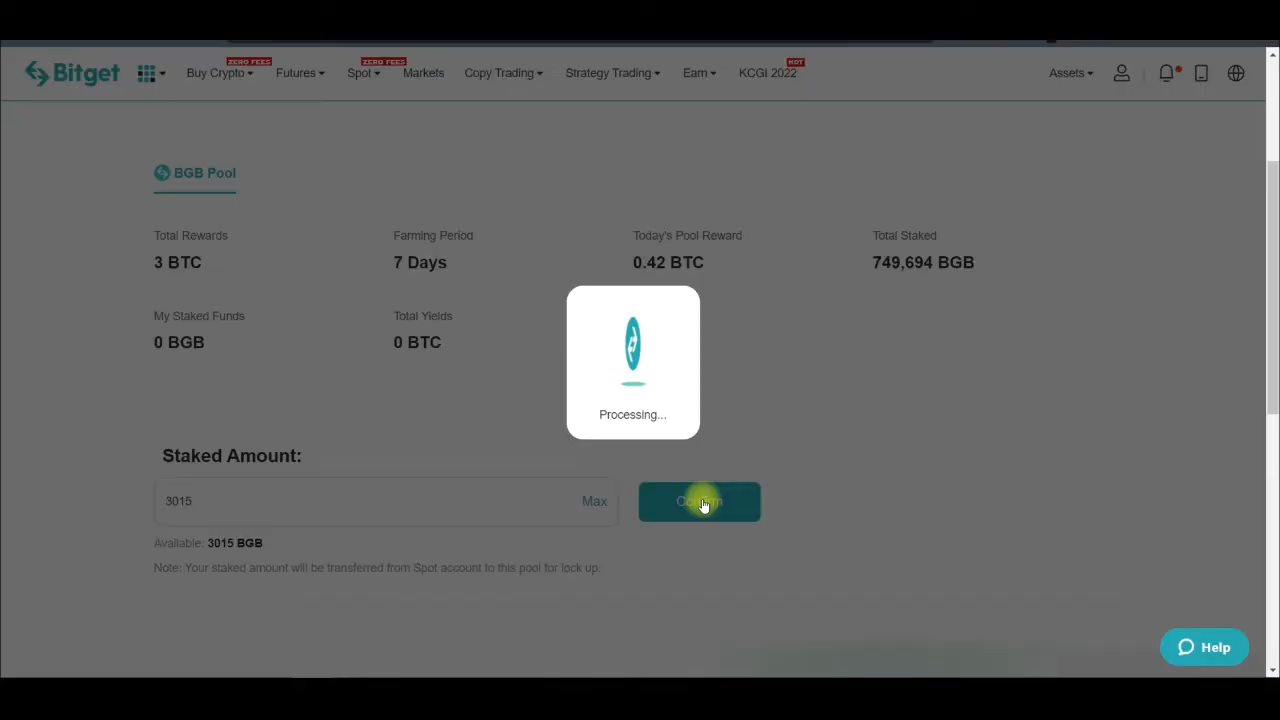 ZERO FEES ZERO FEES HOT
Bitget Buy Crypto Futures Spot Markets Copy Trading Strategy Trading Earn KCGI 2022 Assets
BGB Pool
Total Rewards Farming Period Today's Pool Reward Total Staked
3 BTC 7 Days 0.42 BTC 749,694 BGB
My Staked Funds Total Yields
0 BGB 0 BTC
Processing...
Staked Amount:
3015 Max Confirm
Available: 3015 BGB
Note: Your staked amount will be transferred from Spot account to this pool for lock up.
Help